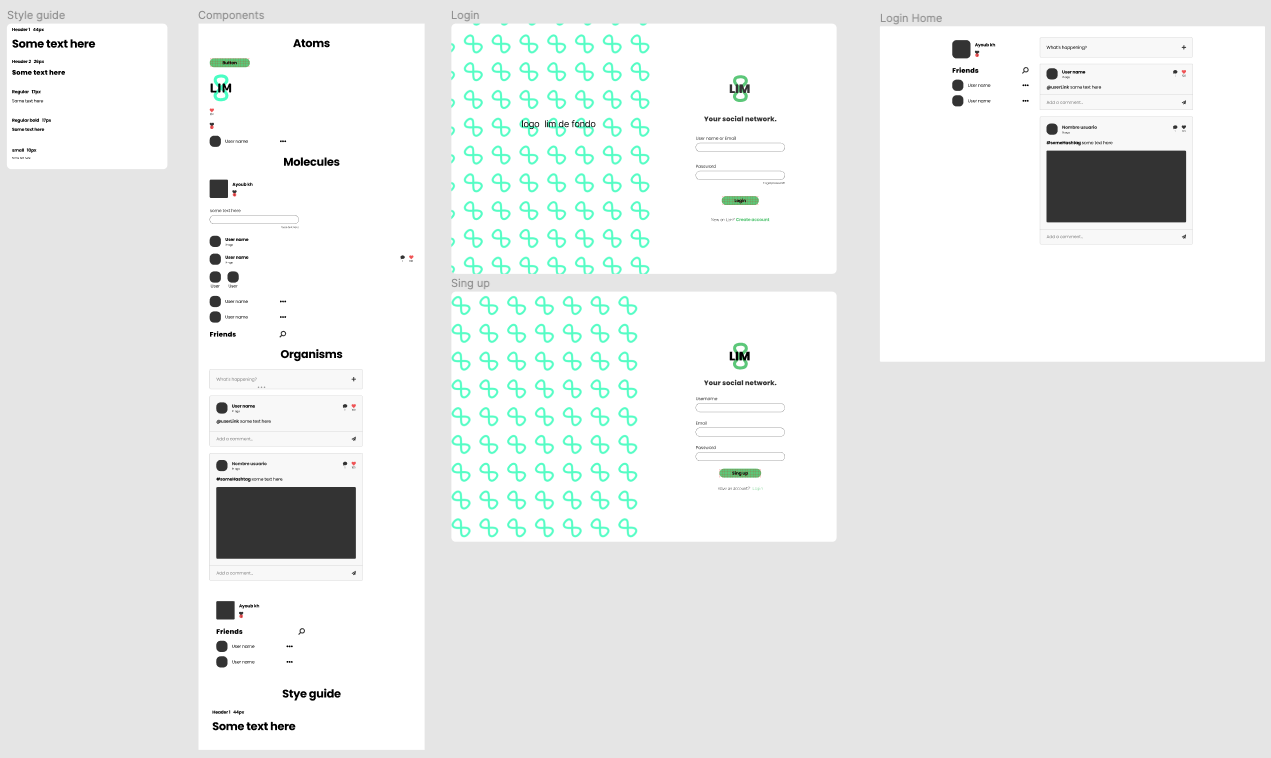 Style guide
Header 1 44px
Some text here
Header 2 26px
Some text here
Regular 17px
Some text here
Regular bold 17px
Some text here
small 10px
Components
Atoms
Button
LIM
User name
Molecules
Ayoub kh
some text here
User name
User name
User
User
User name
User name
Friends
Organisms
What's happening?
User name
@userLink some text here
Add a comment...
Nombre usuario
#someHashtag some text here
Add a comment...
Ayoub kh
Friends
User name
User name
Stye guide
Header 1 44px
Some text here
Login
logo lim de fondo
LIM
Your social network.
User name or Email
Password
Login
New on Lim? Create account
Sing up
LIM
Your social network.
Username
Email
Password
Sing up
Have an account? Log in
Login Home
Ayoub kh
Friends
User name
User name
What's happening?
User name
@userLink some text here
Add a comment...
Nombre usuario
#someHashtag some text here
Add a comment...